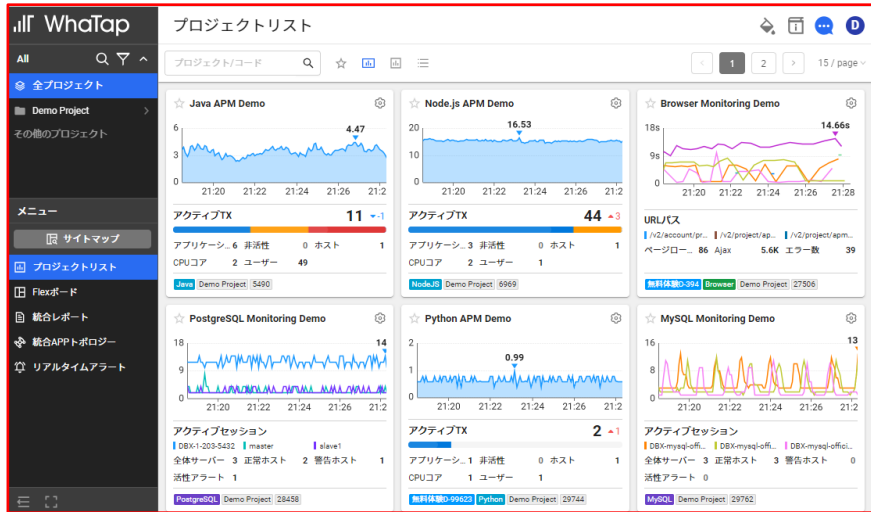 WhaTap
プロジェクトリスト
D
All
プロジェクト/コード
1 2 15 / page
全プロジェクト
Demo Project
その他のプロジェクト
メニュー
サイトマップ
プロジェクトリスト
Flexボード
統合レポート
統合APPトポロジー
リアルタイムアラート
Java APM Demo
4.47
6
3
0
21:20 21:22 21:24 21:26 21:2
アクティブTX 11 -1
アプリケーシ... 6 非活性 0 ホスト 1
CPUコア 2 ユーザー 49
Java Demo Project 5490
Node.js APM Demo
16.53
20
10
0
21:20 21:22 21:24 21:26 21:2
アクティブTX 44 3
アプリケーシ... 3 非活性 0 ホスト 1
CPUコア 2 ユーザー 1
NodeJS Demo Project 6969
Browser Monitoring Demo
14.66s
18s
9s
0
21:20 21:22 21:24 21:26 21:28
URLパス
/v2/account/pr... /v2/project/ap... /v2/project/apm...
ページロー... 86 Ajax 5.6K エラー数 39
無料体験D-394 Browser Demo Project 27506
PostgreSQL Monitoring Demo
14
18
9
0
21:20 21:22 21:24 21:26 21:2
アクティブセッション
DBX-1-203-5432 master slave1
全体サーバー 3 正常ホスト 2 警告ホスト 1
活性アラート 1
PostgreSQL Demo Project 28458
Python APM Demo
0.99
2
1
0
21:20 21:22 21:24 21:26 21:2
アクティブTX 2 1
アプリケーシ... 1 非活性 0 ホスト 1
CPUコア 1 ユーザー 1
無料体験D-99623 Python Demo Project 29744
MySQL Monitoring Demo
13
16
8
0
21:20 21:22 21:24 21:26 21:2
アクティブセッション
DBX-mysql-offi... DBX-mysql-offi... DBX-mysql-offici...
全体サーバー 3 正常ホスト 3 警告ホスト 0
活性アラート 0
MySQL Demo Project 29762